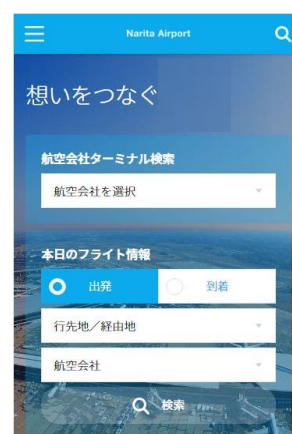 Narita Airport
想いをつなぐ
航空会社ターミナル検索
航空会社を選択
本日のフライト情報
出発 到着
行先地／経由地
航空会社
検索